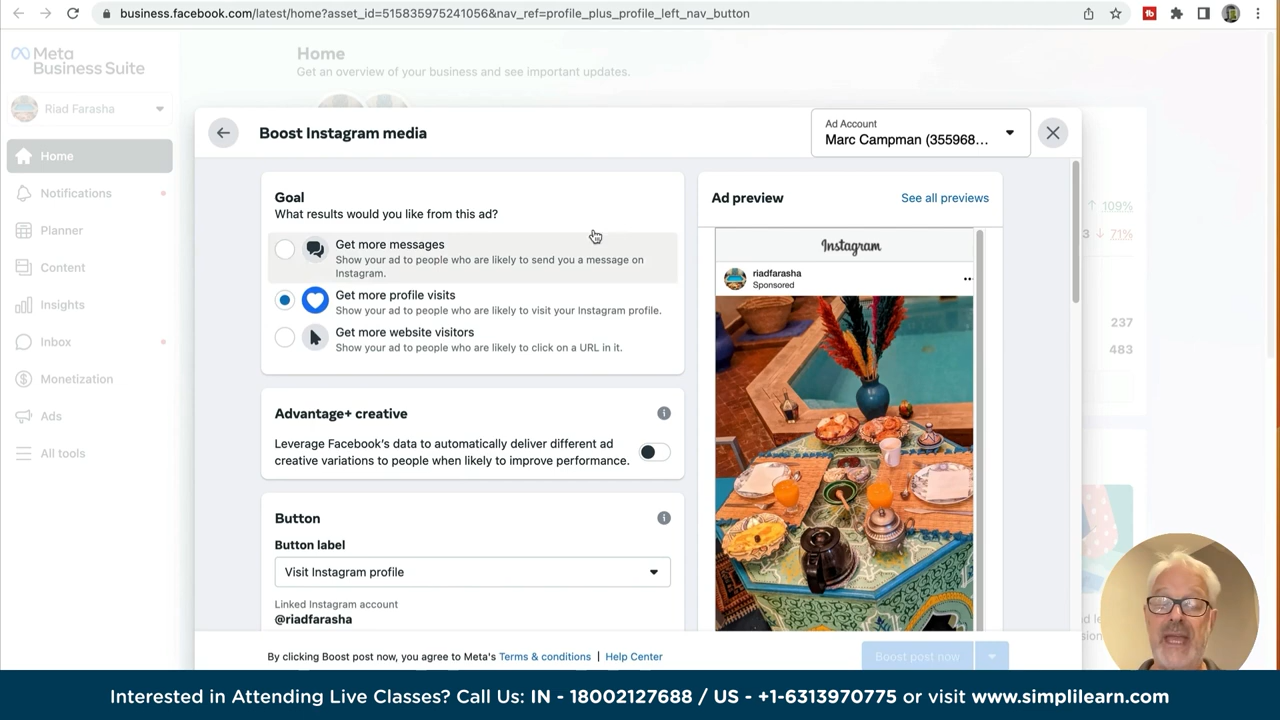 business.facebook.com/latest/home?asset_id=515835975241056&nav_ref=profile_plus_profile_left_nav_button
Meta
Business Suite
Riad Farasha
Home
Notifications
Planner
Content
Insights
Inbox
Monetization
Ads
All tools
Home
Get an overview of your business and see important updates.
Boost Instagram media
Ad Account
Marc Campman (355968...
Goal
What results would you like from this ad?
Get more messages
Show your ad to people who are likely to send you a message on
Instagram.
Get more profile visits
Show your ad to people who are likely to visit your Instagram profile.
Get more website visitors
Show your ad to people who are likely to click on a URL in it.
Advantage+ creative
Leverage Facebook's data to automatically deliver different ad
creative variations to people when likely to improve performance.
Button
Button label
Visit Instagram profile
Linked Instagram account
@riadfarasha
Ad preview
See all previews
Instagram
riadfarasha
Sponsored
109%
3 71%
237
483
By clicking Boost post now, you agree to Meta's Terms & conditions | Help Center
Boost post now
Interested in Attending Live Classes? Call Us: IN - 18002127688 / US - +1-6313970775 or visit www.simplilearn.com